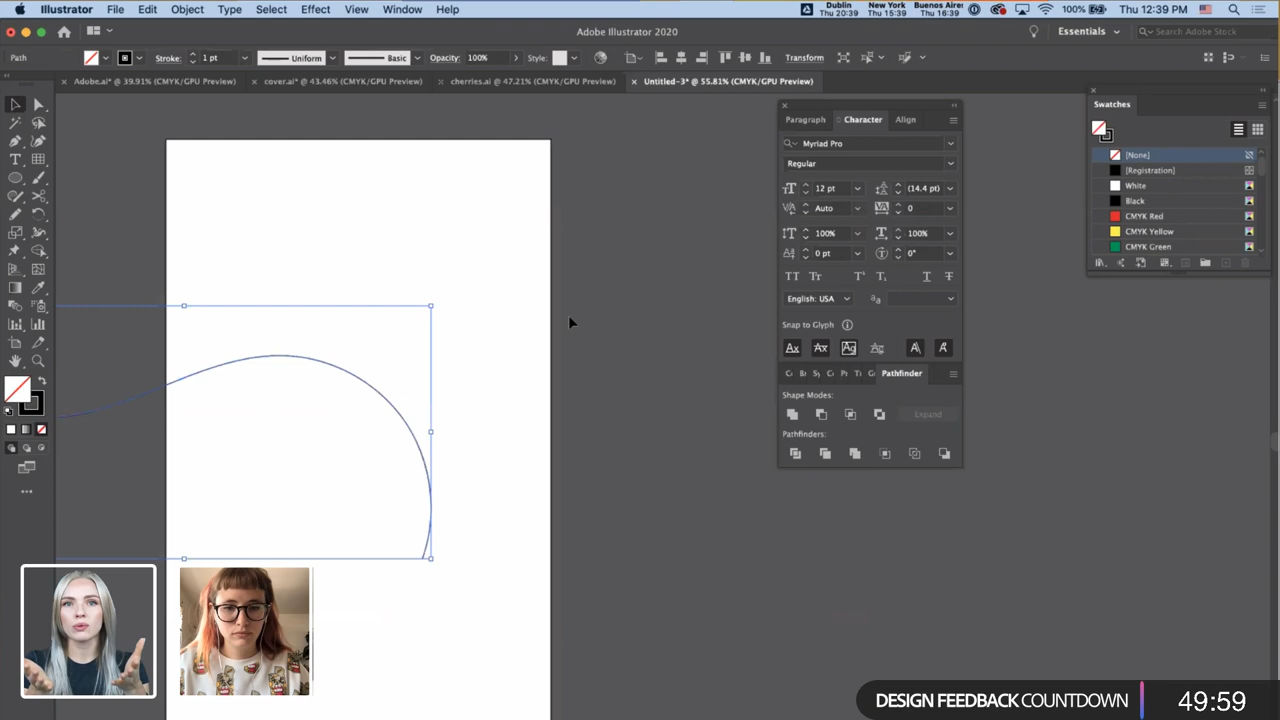 Illustrator File Edit Object Type Select Effect View Window Help
Dublin
Thu 20:39
New York
Thu 15:39
Buenos Aires
Thu 16:39
100%
Thu 12:39 PM
Adobe Illustrator 2020
Essentials
Search Adobe Stock
Path
Stroke: 1 pt
Uniform
Basic
Opacity: 100%
Style:
Transform
Adobe.ai* @ 39.91% (CMYK/GPU Preview)
cover.ai* @ 43.46% (CMYK/GPU Preview)
cherries.ai @ 47.21% (CMYK/GPU Preview)
Untitled-3* @ 55.81% (CMYK/GPU Preview)
Paragraph Character Align
Myriad Pro
Regular
12 pt (14.4 pt)
Auto 0
100% 100%
0 pt 0°
English: USA
Snap to Glyph
Pathfinder
Shape Modes:
Expand
Pathfinders:
Swatches
[None]
[Registration]
White
Black
CMYK Red
CMYK Yellow
CMYK Green
DESIGN FEEDBACK COUNTDOWN 49:59